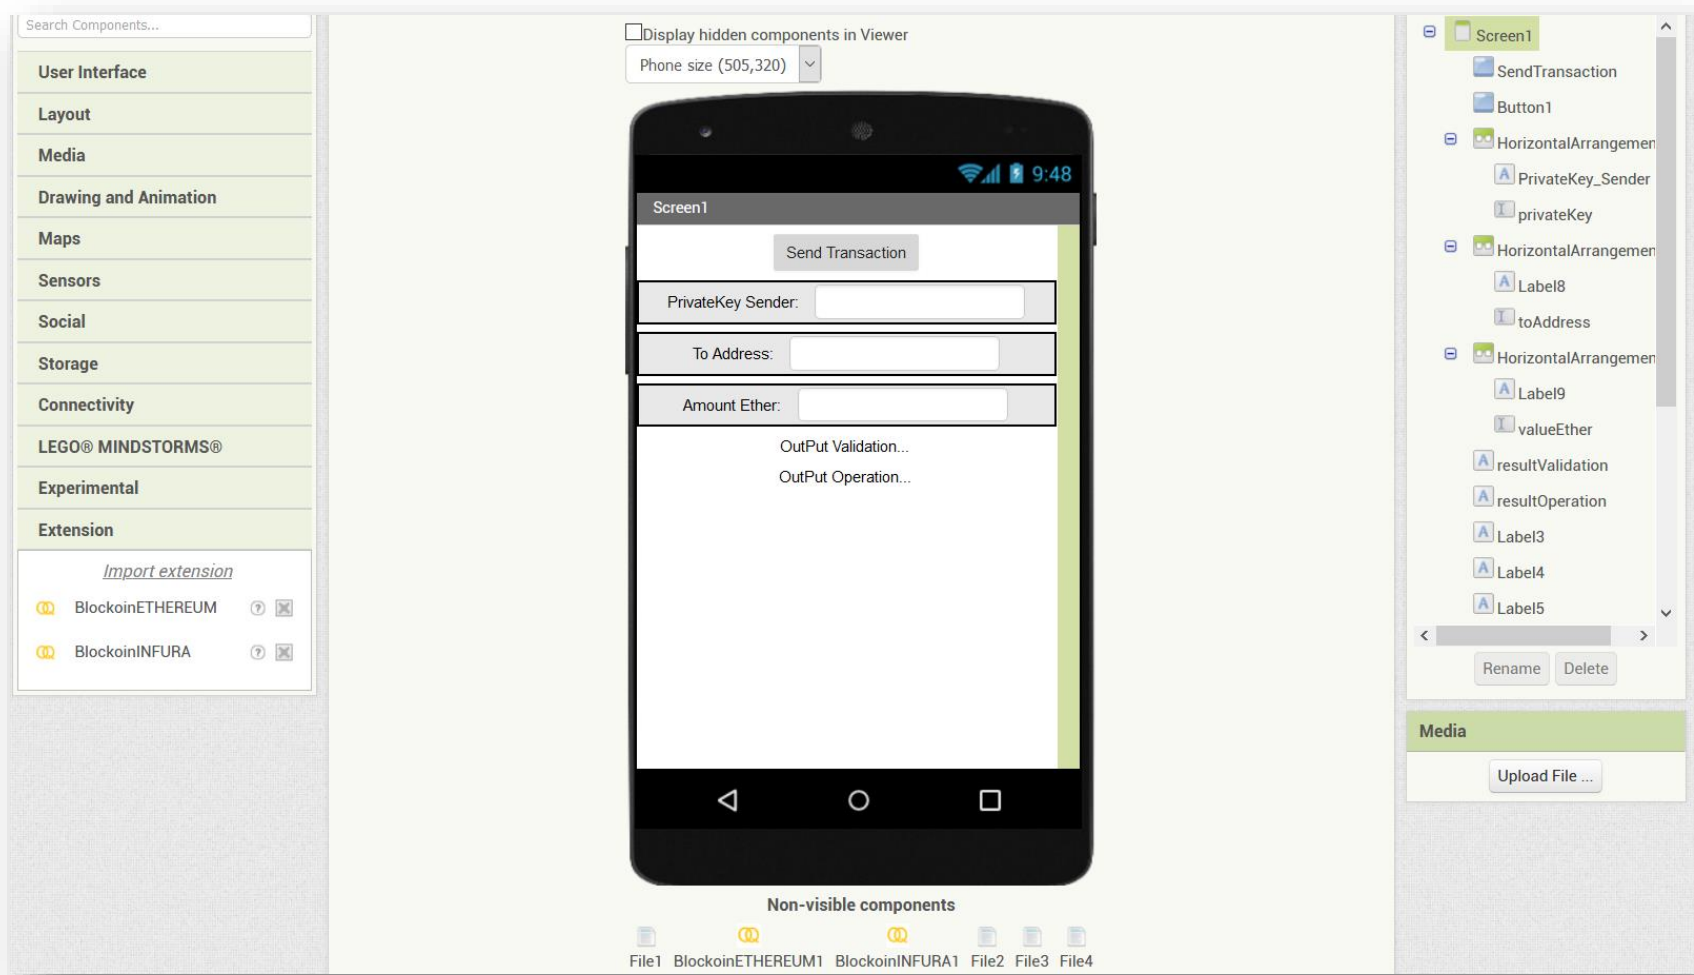 Search Components...
User Interface
Layout
Media
Drawing and Animation
Maps
Sensors
Social
Storage
Connectivity
LEGO® MINDSTORMS®
Experimental
Extension
Import extension
BlockoinETHEREUM ?
BlockoinINFURA ?
Display hidden components in Viewer
Phone size (505,320)
9:48
Screen1
Send Transaction
PrivateKey Sender:
To Address:
Amount Ether:
OutPut Validation...
OutPut Operation...
Non-visible components
File1 BlockoinETHEREUM1 BlockoinINFURA1 File2 File3 File4
Screen1
SendTransaction
Button1
HorizontalArrangemen
A PrivateKey_Sender
privateKey
HorizontalArrangemen
A Label8
toAddress
HorizontalArrangemen
A Label9
valueEther
A resultValidation
A resultOperation
A Label3
A Label4
A Label5
Rename Delete
Media
Upload File ...